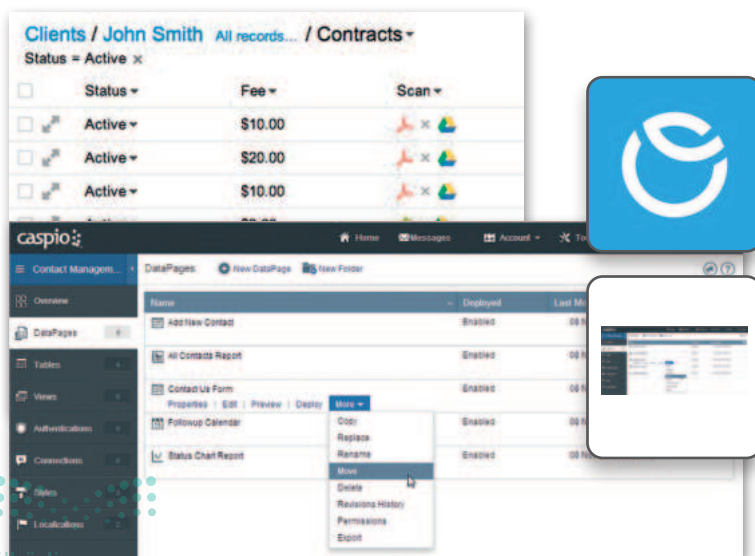 Clients / John Smith All records... / Contracts
Status = Active ×
Status Fee Scan
Active $10.00
Active $20.00
Active $10.00
caspio
Home Messages Account
Contact Managem...
DataPages New DataPage New Folder
Overview
Name Deployed
Add New Contact Enabled
DataPages
All Contacts Report Enabled
Tables
Contact Us Form Enabled
Properties | Edit | Preview | Deploy More
Views
Followup Calendar Enabled
Copy
Replace
Authentications
Status Chart Report Enabled
Rename
Connections
Move
Delete
Styles
Revisions History
Permissions
Localizations
Export